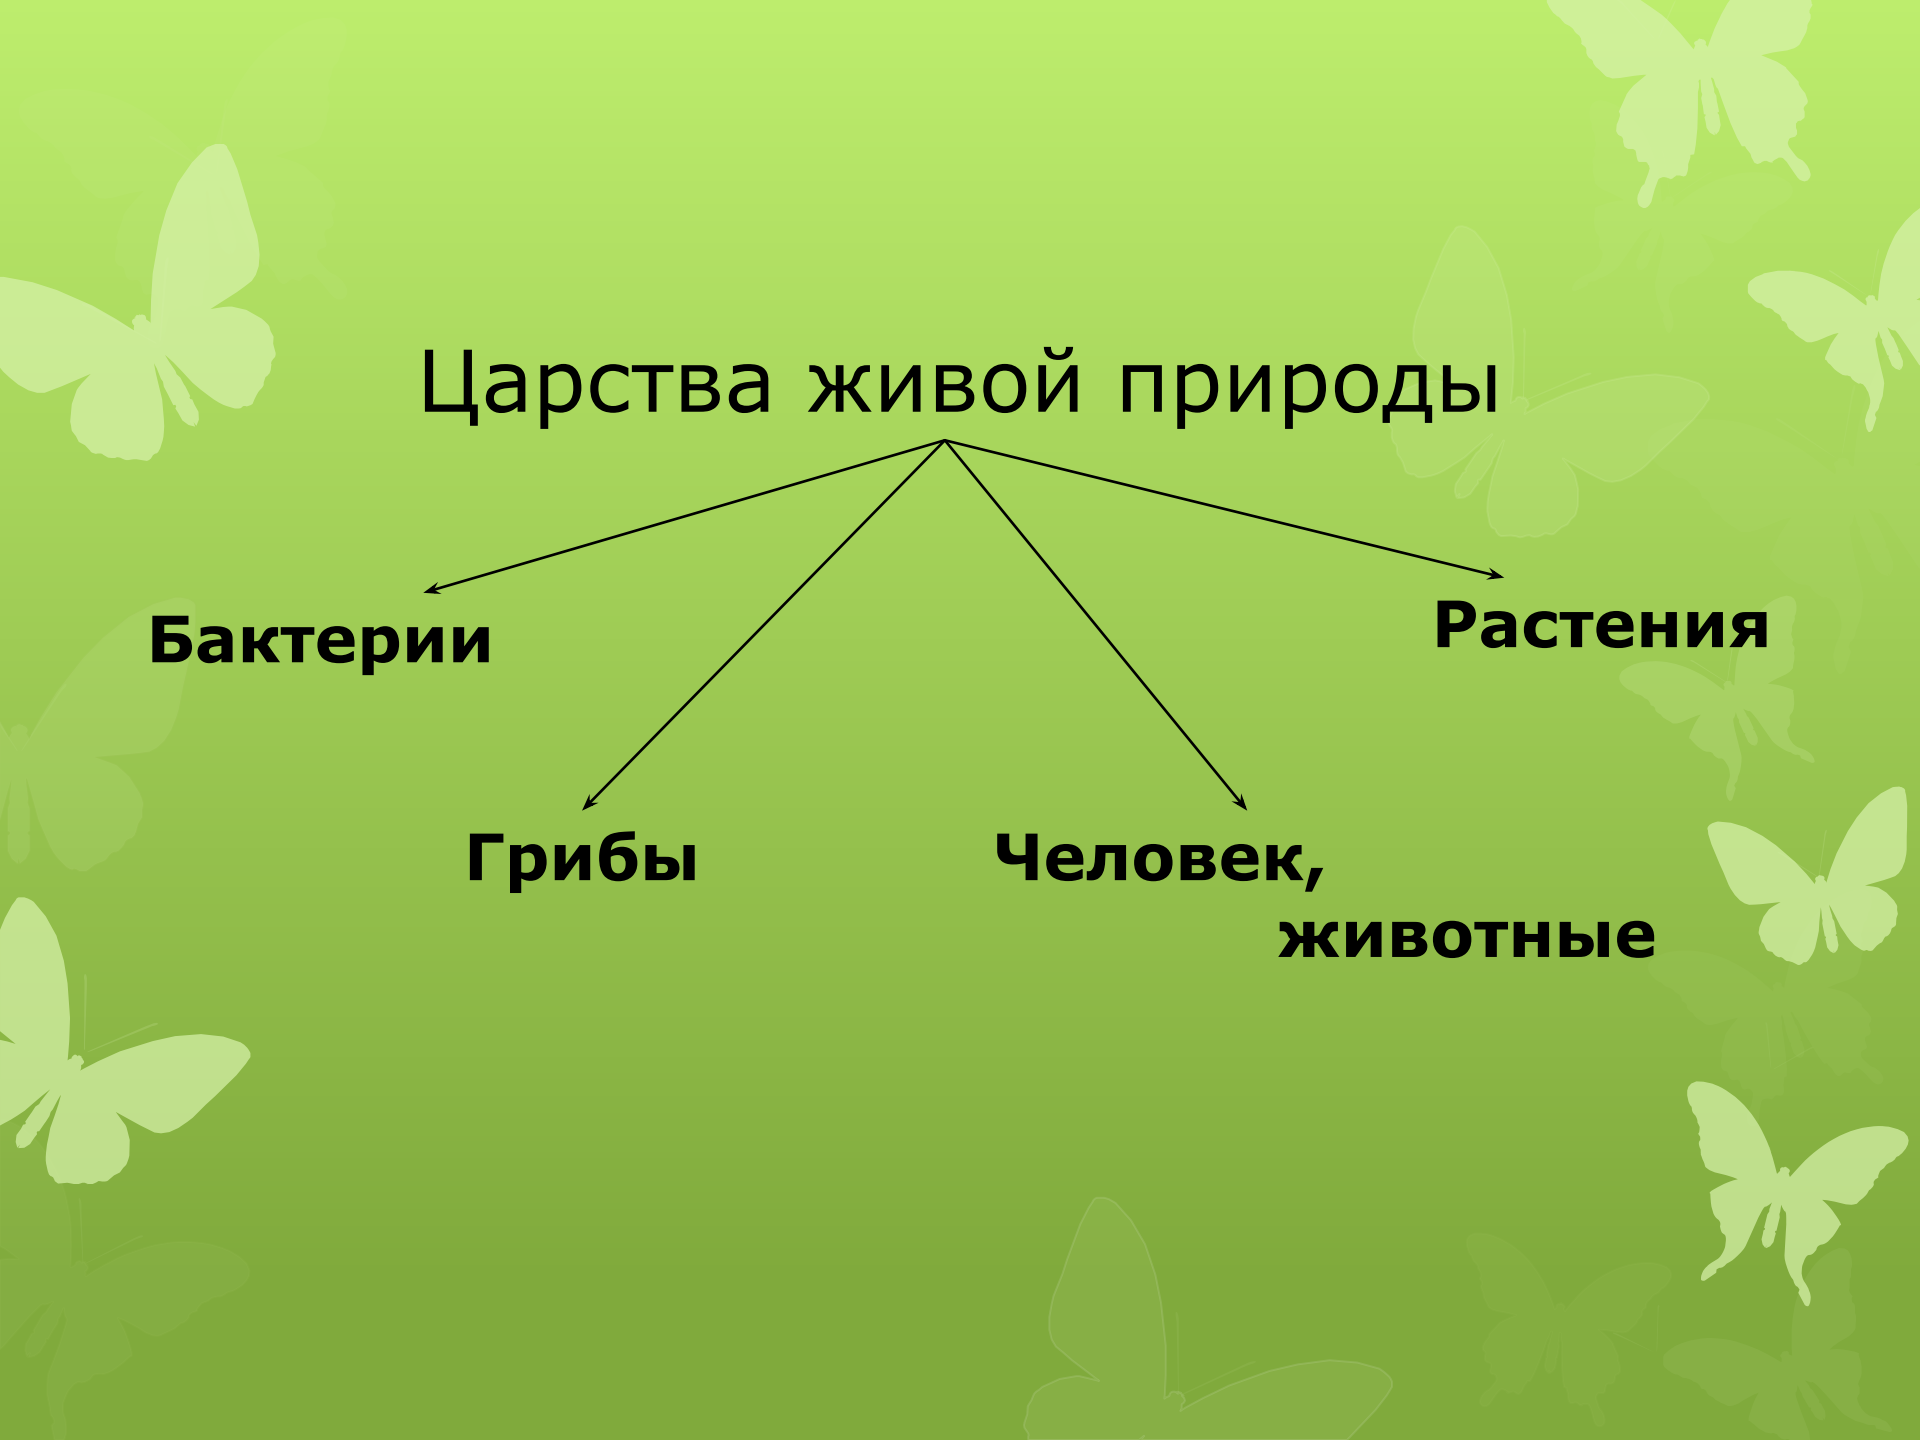 Царства живой природы
Бактерии
Растения
Грибы
Человек,
животные